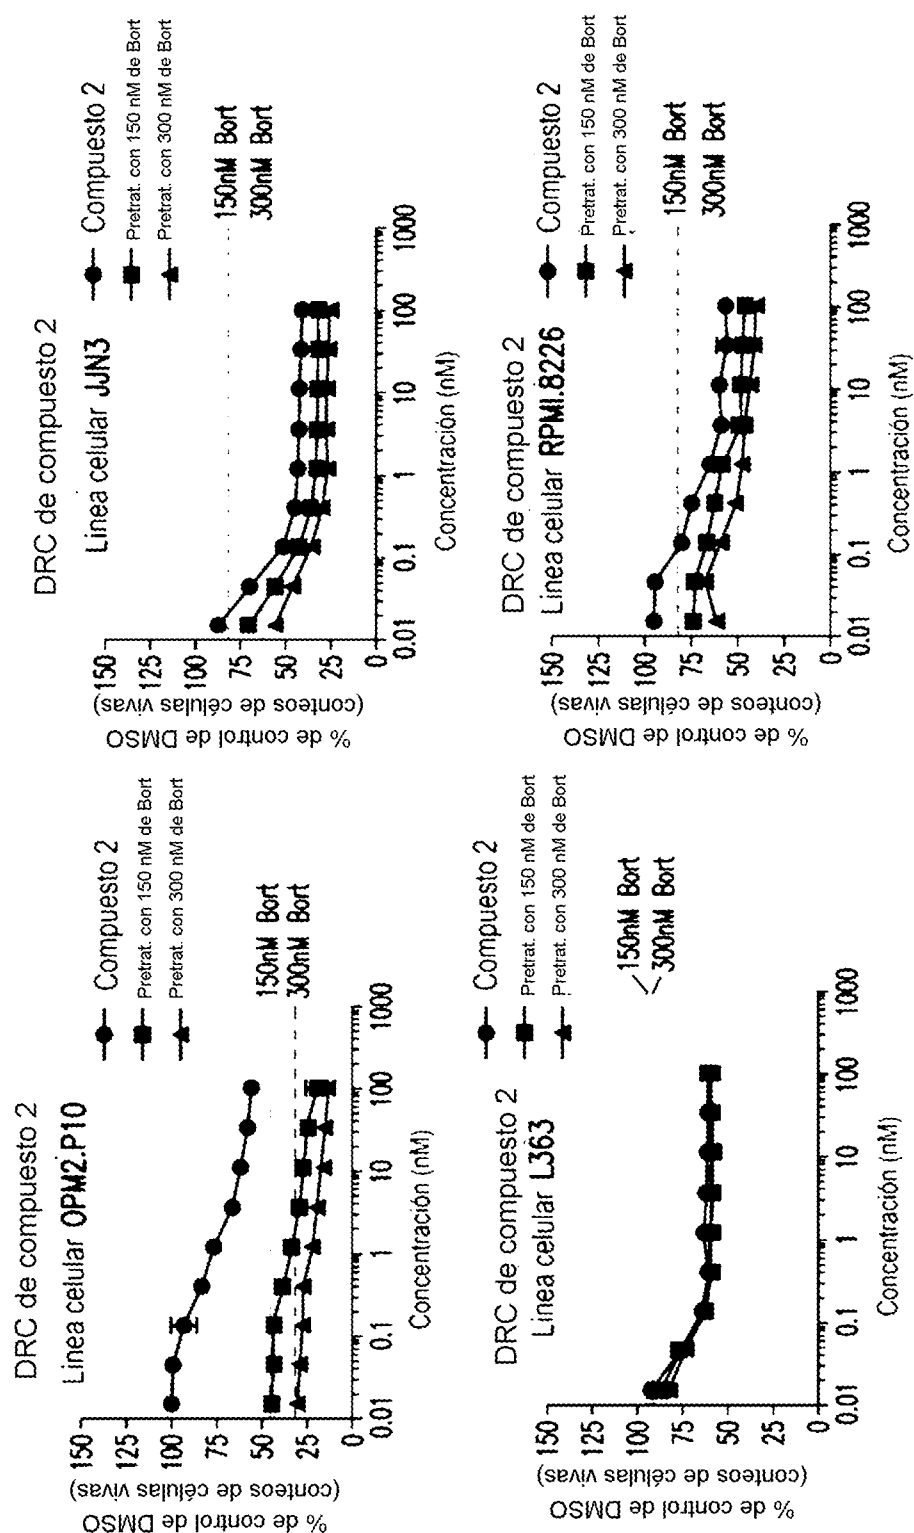 DRC de compuesto 2
Línea celular OPM2.P10
Compuesto 2
Pretrat. con 150 nM de Bort
Pretrat. con 300 nM de Bort
150nM Bort
300nM Bort
% de control de DMSO
(conteos de células vivas)
150
125
100
75
50
25
0
0.01
0.1
1
10
100
1000
Concentración (nM)
DRC de compuesto 2
Línea celular JJN3
Compuesto 2
Pretrat. con 150 nM de Bort
Pretrat. con 300 nM de Bort
150nM Bort
300nM Bort
% de control de DMSO
(conteos de células vivas)
150
125
100
75
50
25
0
0.01
0.1
1
10
100
1000
Concentración (nM)
DRC de compuesto 2
Línea celular L363
Compuesto 2
Pretrat. con 150 nM de Bort
Pretrat. con 300 nM de Bort
150nM Bort
300nM Bort
% de control de DMSO
(conteos de células vivas)
150
125
100
75
50
25
0
0.01
0.1
1
10
100
1000
Concentración (nM)
DRC de compuesto 2
Línea celular RPMI.8226
Compuesto 2
Pretrat. con 150 nM de Bort
Pretrat. con 300 nM de Bort
150nM Bort
300nM Bort
% de control de DMSO
(conteos de células vivas)
150
125
100
75
50
25
0
0.01
0.1
1
10
100
1000
Concentración (nM)